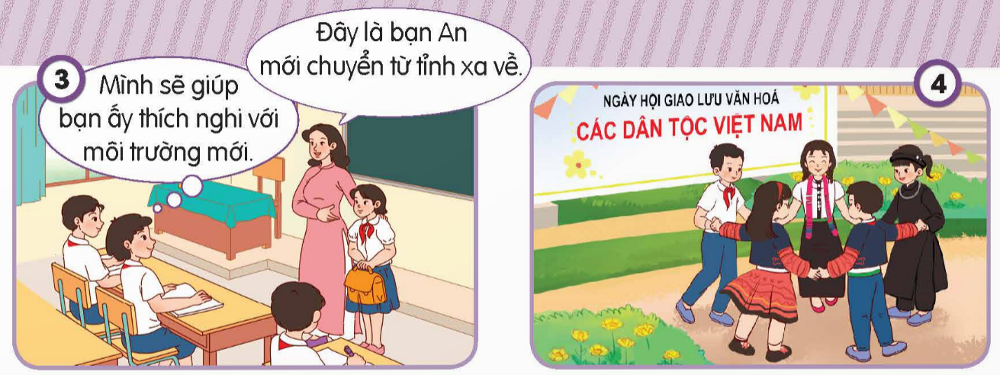 3
Mình sẽ giúp
bạn ấy thích nghi với
môi trường mới.
Đây là bạn An
mới chuyển từ tỉnh xa về.
4
NGÀY HỘI GIAO LƯU VĂN HOÁ
CÁC DÂN TỘC VIỆT NAM